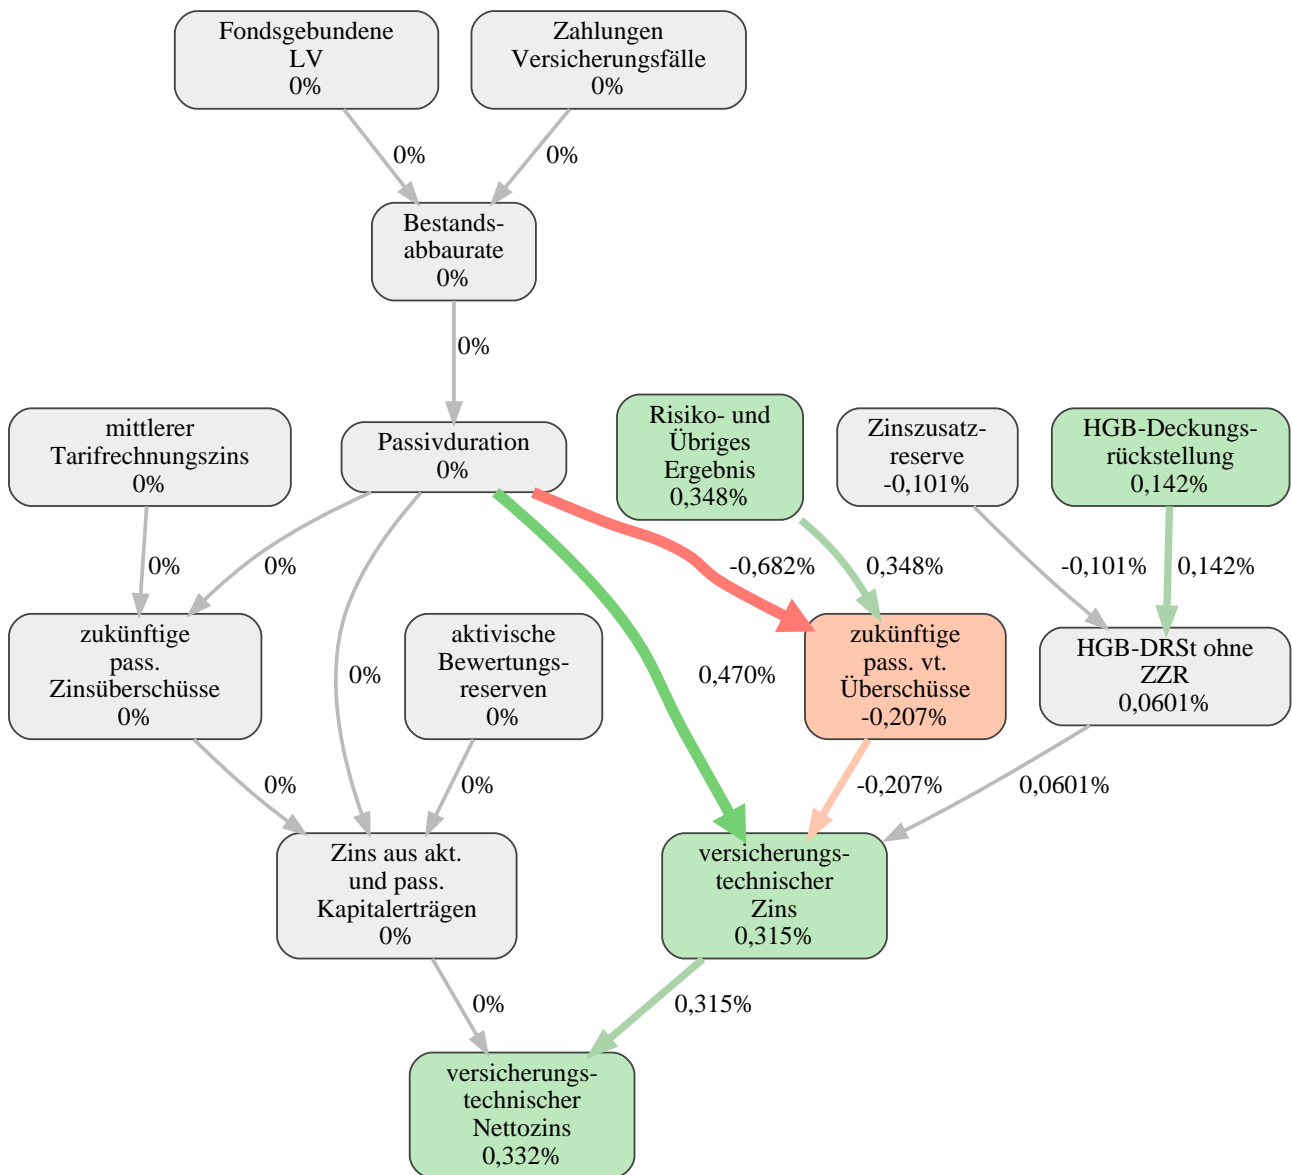 Fondsgebundene
LV
0%
Zahlungen
Versicherungsfälle
0%
0%
0%
Bestands-
abbaurate
0%
0%
mittlerer
Tarifrechnungszins
0%
Passivduration
0%
Risiko- und
Übriges
Ergebnis
0,348%
Zinszusatz-
reserve
-0,101%
HGB-Deckungs-
rückstellung
0,142%
0%
0%
-0,682%
0,348%
-0,101%
0,142%
zukünftige
pass.
Zinsüberschüsse
0%
0%
aktivische
Bewertungs-
reserven
0%
0,470%
zukünftige
pass. vt.
Überschüsse
-0,207%
HGB-DRSt ohne
ZZR
0,0601%
0%
0%
-0,207%
0,0601%
Zins aus akt.
und pass.
Kapitalerträgen
0%
versicherungs-
technischer
Zins
0,315%
0%
0,315%
versicherungs-
technischer
Nettozins
0,332%